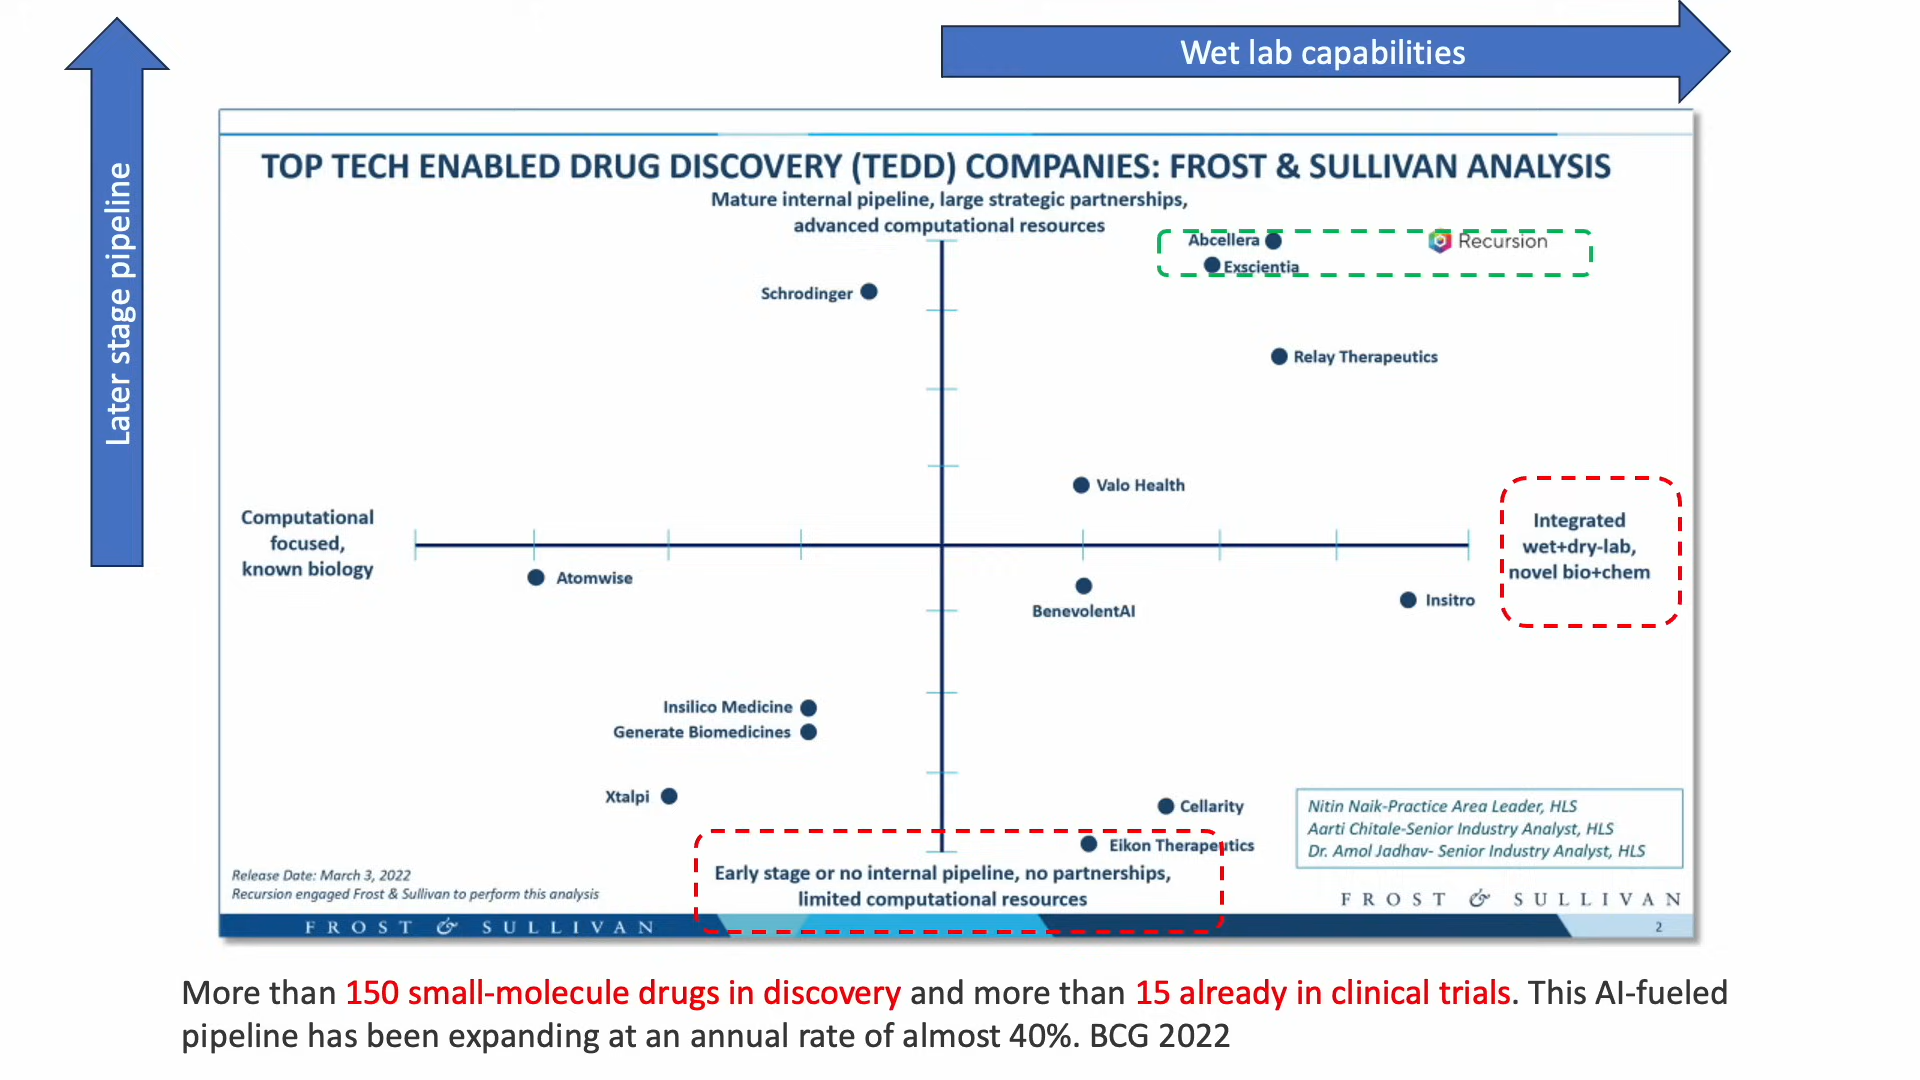 Wet lab capabilities
Later stage pipeline
TOP TECH ENABLED DRUG DISCOVERY (TEDD) COMPANIES: FROST & SULLIVAN ANALYSIS
Mature internal pipeline, large strategic partnerships,
advanced computational resources
Abcellera
Recursion
Exscientia
Schrodinger
Relay Therapeutics
Valo Health
Computational
focused,
known biology
Integrated
wet+dry-lab,
novel bio+chem
Atomwise
BenevolentAI
Insitro
Insilico Medicine
Generate Biomedicines
Xtalpi
Cellarity
Eikon Therapeutics
Nitin Naik-Practice Area Leader, HLS
Aarti Chitale-Senior Industry Analyst, HLS
Dr. Amol Jadhav- Senior Industry Analyst, HLS
Early stage or no internal pipeline, no partnerships,
limited computational resources
Release Date: March 3, 2022
Recursion engaged Frost & Sullivan to perform this analysis
FROST & SULLIVAN
FROST & SULLIVAN
2
More than 150 small-molecule drugs in discovery and more than 15 already in clinical trials. This AI-fueled
pipeline has been expanding at an annual rate of almost 40%. BCG 2022